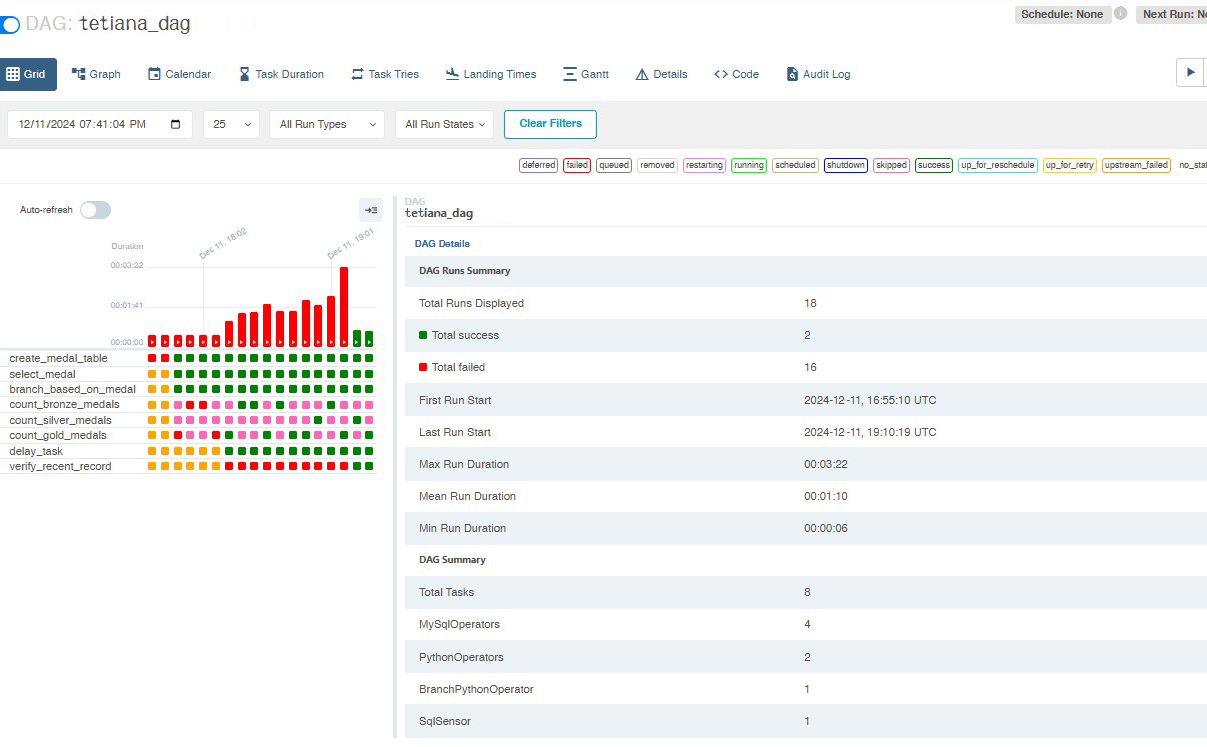 DAG: tetiana_dag
Schedule: None
Next Run:
Grid Graph Calendar Task Duration Task Tries Landing Times Gantt Details Code Audit Log
12/11/2024 07:41:04 PM 25 All Run Types All Run States Clear Filters
deferred failed queued removed restarting running scheduled shutdown skipped success up_for_reschedule up_for_retry upstream_failed
Auto-refresh
Duration
Dec 11, 18:02
Dec 11, 19:01
00:03:22
00:01:41
00:00:00
create_medal_table
select_medal
branch_based_on_medal
count_bronze_medals
count_silver_medals
count_gold_medals
delay_task
verify_recent_record
DAG
tetiana_dag
DAG Details
DAG Runs Summary
Total Runs Displayed 18
Total success 2
Total failed 16
First Run Start 2024-12-11, 16:55:10 UTC
Last Run Start 2024-12-11, 19:10:19 UTC
Max Run Duration 00:03:22
Mean Run Duration 00:01:10
Min Run Duration 00:00:06
DAG Summary
Total Tasks 8
MySqlOperators 4
PythonOperators 2
BranchPythonOperator 1
SqlSensor 1